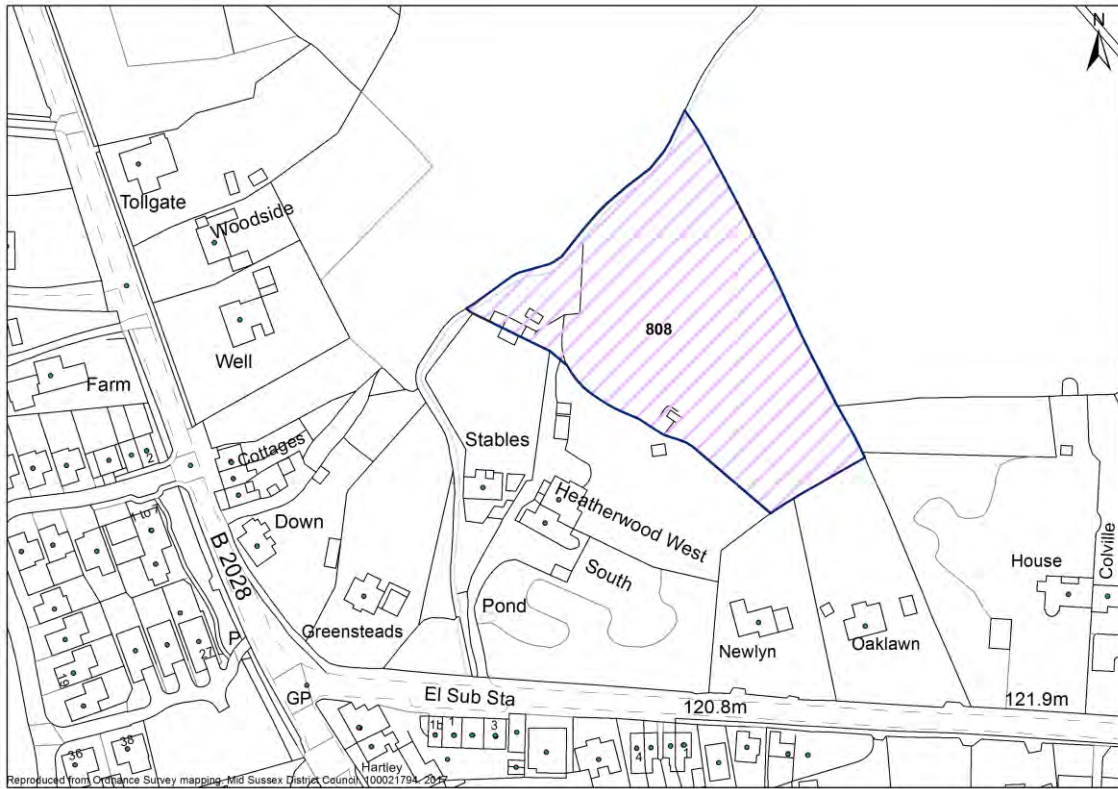 N
Tollgate
Woodside
808
Well
Farm
Stables
2
Cottages
Heatherwood West
1 to 7
Down
B 2028
House
Colville
South
Pond
Greensteads
Newlyn
Oaklawn
P
27
19
GP
El Sub Sta
120.8m
121.9m
1b
1
3
4
1
36
38
Hartley
Reproduced from Ordnance Survey mapping. Mid Sussex District Council. 100021794. 2017